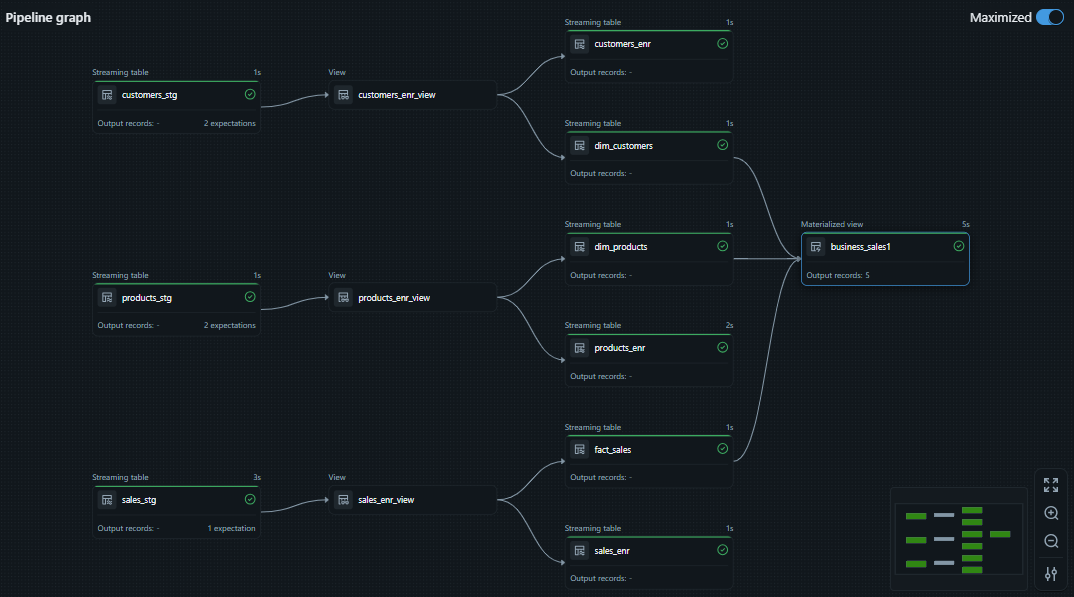 Pipeline graph
Maximized
Streaming table 1s
customers_stg
Output records: - 2 expectations
View
customers_enr_view
Streaming table 1s
customers_enr
Output records: -
Streaming table 1s
dim_customers
Output records: -
Streaming table 1s
dim_products
Output records: -
Materialized view 5s
business_sales1
Output records: 5
Streaming table 1s
products_stg
Output records: - 2 expectations
View
products_enr_view
Streaming table 2s
products_enr
Output records: -
Streaming table 1s
fact_sales
Output records: -
Streaming table 3s
sales_stg
Output records: - 1 expectation
View
sales_enr_view
Streaming table 1s
sales_enr
Output records: -